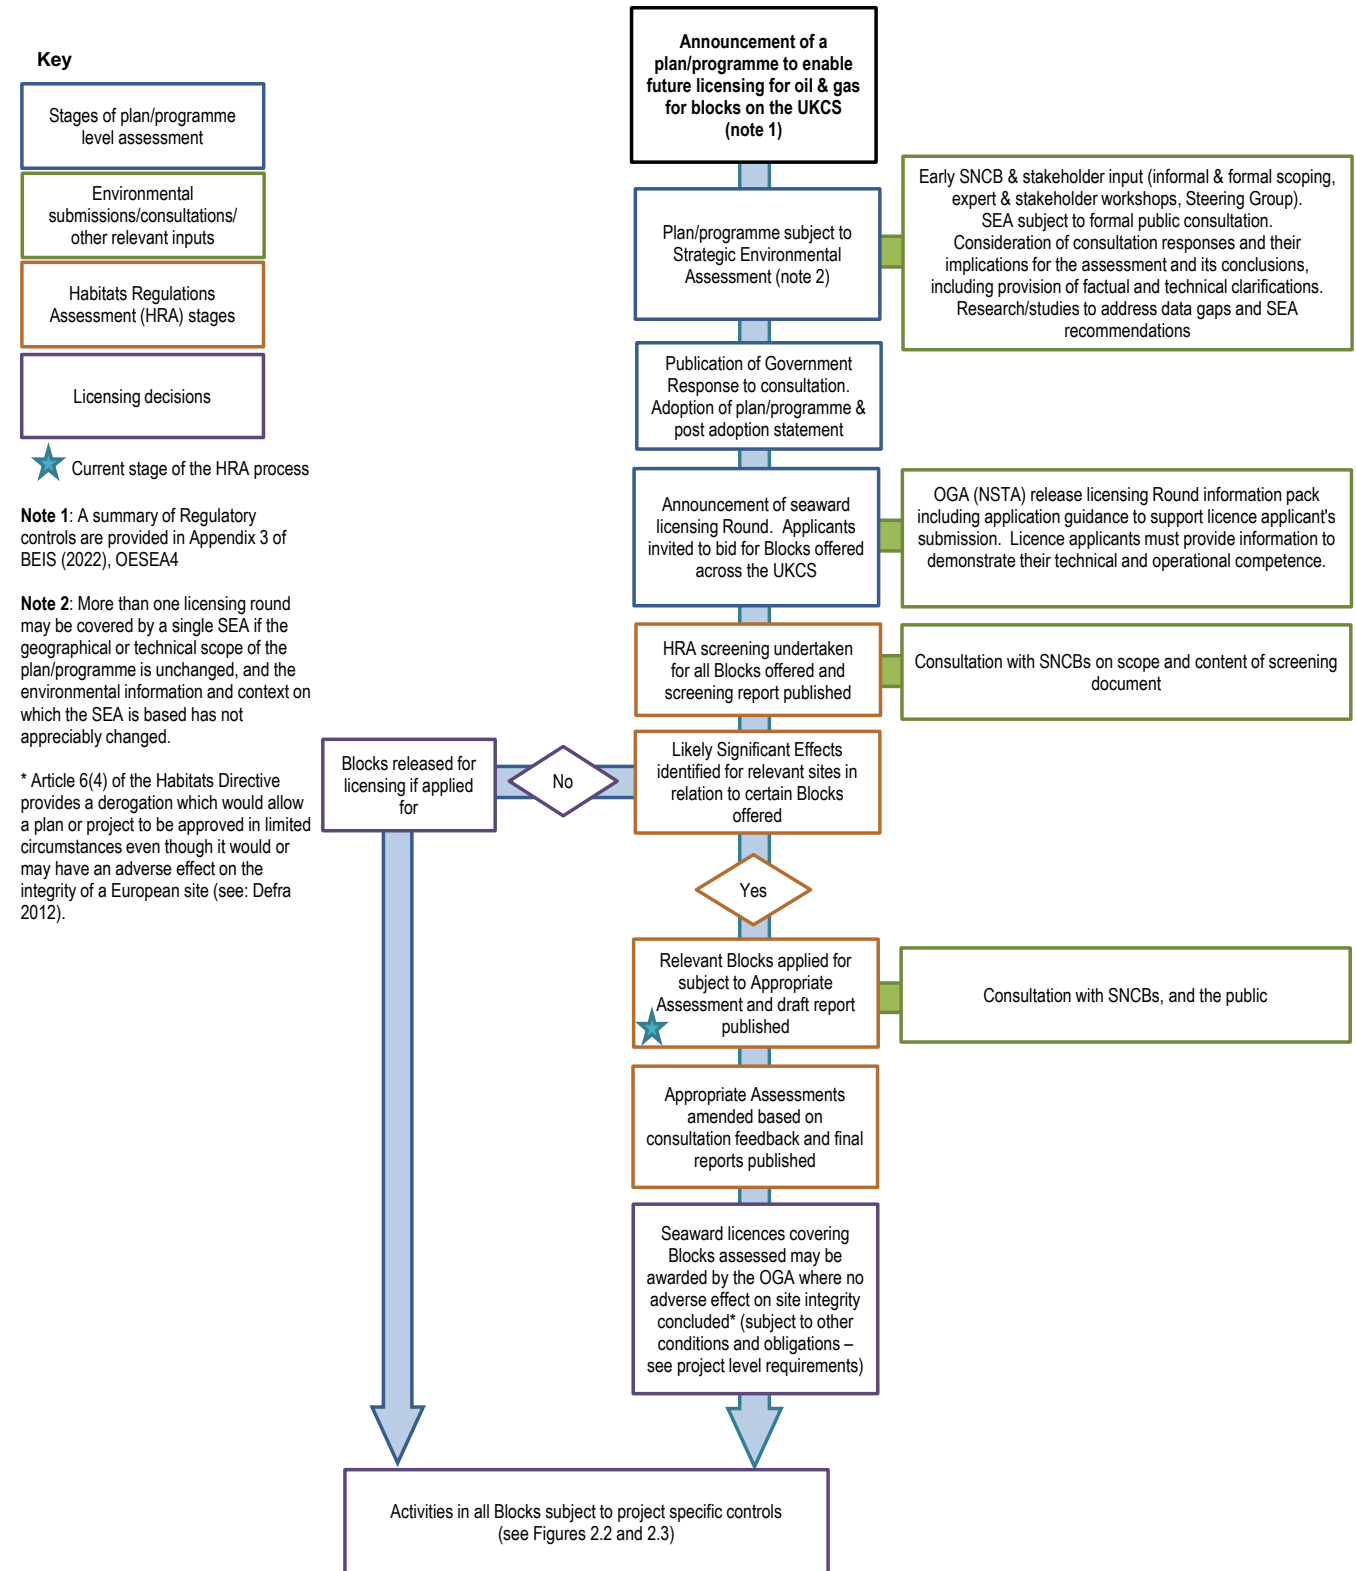 Key
Stages of plan/programme
level assessment
Environmental
submissions/consultations/
other relevant inputs
Habitats Regulations
Assessment (HRA) stages
Licensing decisions
Current stage of the HRA process
Note 1: A summary of Regulatory
controls are provided in Appendix 3 of
BEIS (2022), OESEA4
Note 2: More than one licensing round
may be covered by a single SEA if the
geographical or technical scope of the
plan/programme is unchanged, and the
environmental information and context on
which the SEA is based has not
appreciably changed.
* Article 6(4) of the Habitats Directive
provides a derogation which would allow
a plan or project to be approved in limited
circumstances even though it would or
may have an adverse effect on the
integrity of a European site (see: Defra
2012).
Announcement of a
plan/programme to enable
future licensing for oil & gas
for blocks on the UKCS
(note 1)
Plan/programme subject to
Strategic Environmental
Assessment (note 2)
Early SNCB & stakeholder input (informal & formal scoping,
expert & stakeholder workshops, Steering Group).
SEA subject to formal public consultation.
Consideration of consultation responses and their
implications for the assessment and its conclusions,
including provision of factual and technical clarifications.
Research/studies to address data gaps and SEA
recommendations
Publication of Government
Response to consultation.
Adoption of plan/programme &
post adoption statement
Announcement of seaward
licensing Round. Applicants
invited to bid for Blocks offered
across the UKCS
OGA (NSTA) release licensing Round information pack
including application guidance to support licence applicant's
submission. Licence applicants must provide information to
demonstrate their technical and operational competence.
HRA screening undertaken
for all Blocks offered and
screening report published
Consultation with SNCBs on scope and content of screening
document
Likely Significant Effects
identified for relevant sites in
relation to certain Blocks
offered
No
Blocks released for
licensing if applied
for
Yes
Relevant Blocks applied for
subject to Appropriate
Assessment and draft report
published
Consultation with SNCBs, and the public
Appropriate Assessments
amended based on
consultation feedback and final
reports published
Seaward licences covering
Blocks assessed may be
awarded by the OGA where no
adverse effect on site integrity
concluded* (subject to other
conditions and obligations –
see project level requirements)
Activities in all Blocks subject to project specific controls
(see Figures 2.2 and 2.3)